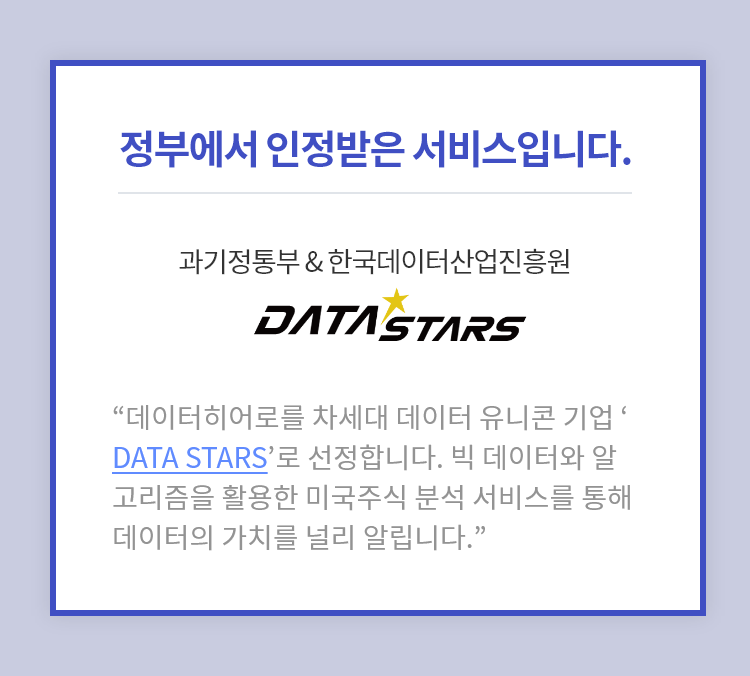 정부에서 인정받은 서비스입니다.
과기정통부 & 한국데이터산업진흥원
DATA STARS
“데이터히어로를 차세대 데이터 유니콘 기업 ‘
DATA STARS’로 선정합니다. 빅 데이터와 알
고리즘을 활용한 미국주식 분석 서비스를 통해
데이터의 가치를 널리 알립니다.”